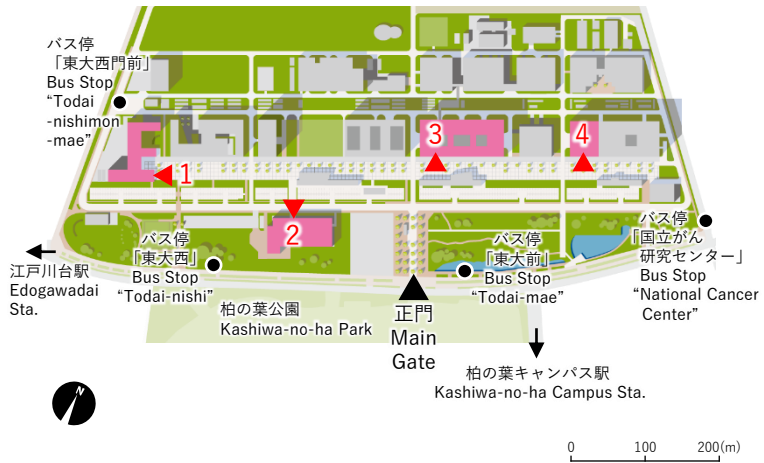 バス停
「東大西門前」
Bus Stop
“Todai
-nishimon
-mae”
1
3
4
2
江戸川台駅
Edogawadai
Sta.
バス停
「東大西」
Bus Stop
“Todai-nishi”
柏の葉公園
Kashiwa-no-ha Park
正門
Main
Gate
バス停
「東大前」
Bus Stop
“Todai-mae”
バス停
「国立がん
研究センター」
Bus Stop
“National Cancer
Center”
柏の葉キャンパス駅
Kashiwa-no-ha Campus Sta.
N
0 100 200(m)